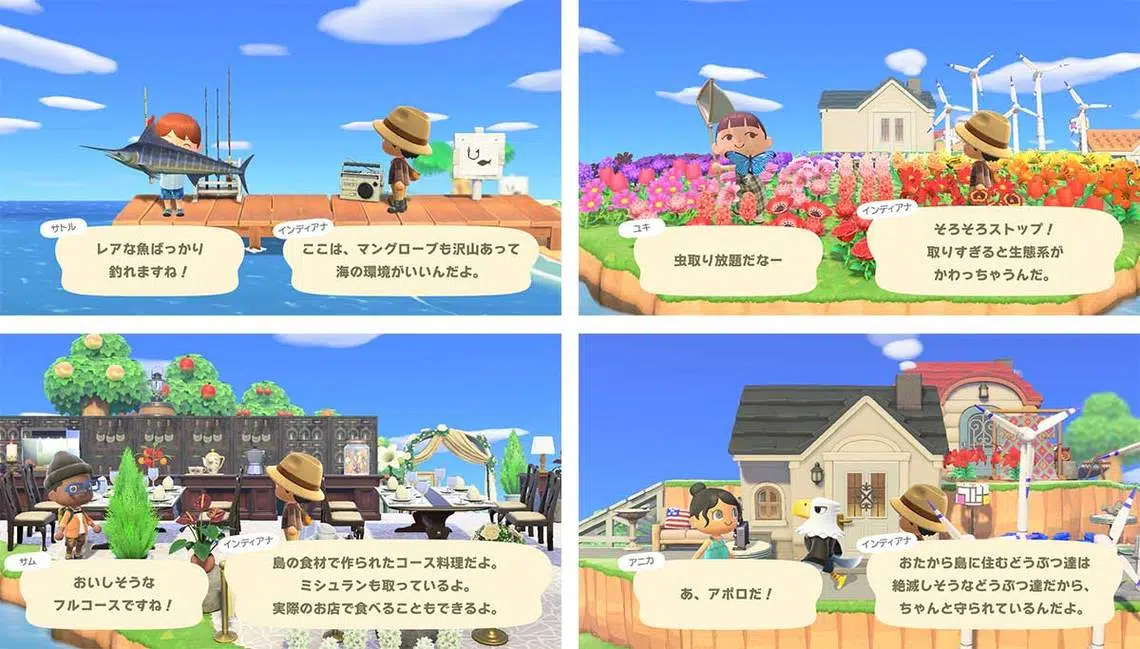 サトル
レアな魚ばっかり
釣れますね！
インディアナ
ここは、マングローブも沢山あって
海の環境がいいんだよ。
ユキ
虫取り放題だなー
インディアナ
そろそろストップ！
取りすぎると生態系が
かわっちゃうんだ。
サム
おいしそうな
フルコースですね！
インディアナ
島の食材で作られたコース料理だよ。
ミシュランも取っているよ。
実際のお店で食べることもできるよ。
アニカ
あ、アポロだ！
インディアナ
おたから島に住むどうぶつ達は
絶滅しそうなどうぶつ達だから、
ちゃんと守られているんだよ。